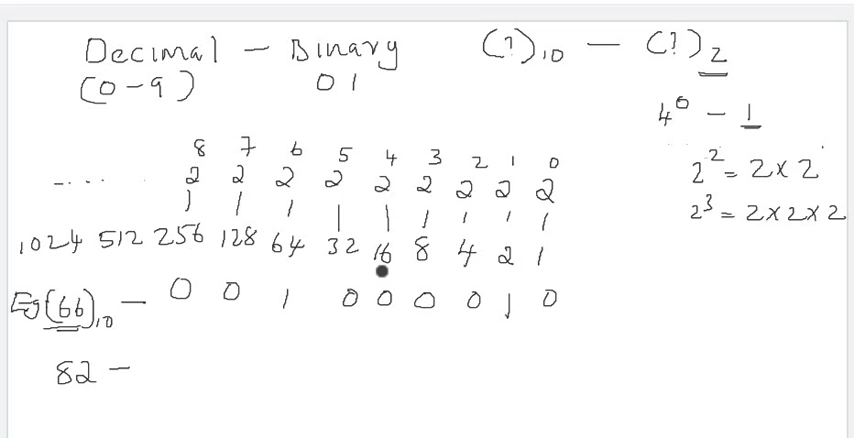 Decimal - Binary (?)₁₀ - (?)₂
(0-9) 0 1
4⁰ - 1
8 7 6 5 4 3 2 1 0
..... 2 2 2 2 2 2 2 2 2
2² = 2 x 2
2³ = 2 x 2 x 2
1024 512 256 128 64 32 16 8 4 2 1
Eg (66)₁₀ - 0 0 1 0 0 0 0 1 0
82 -